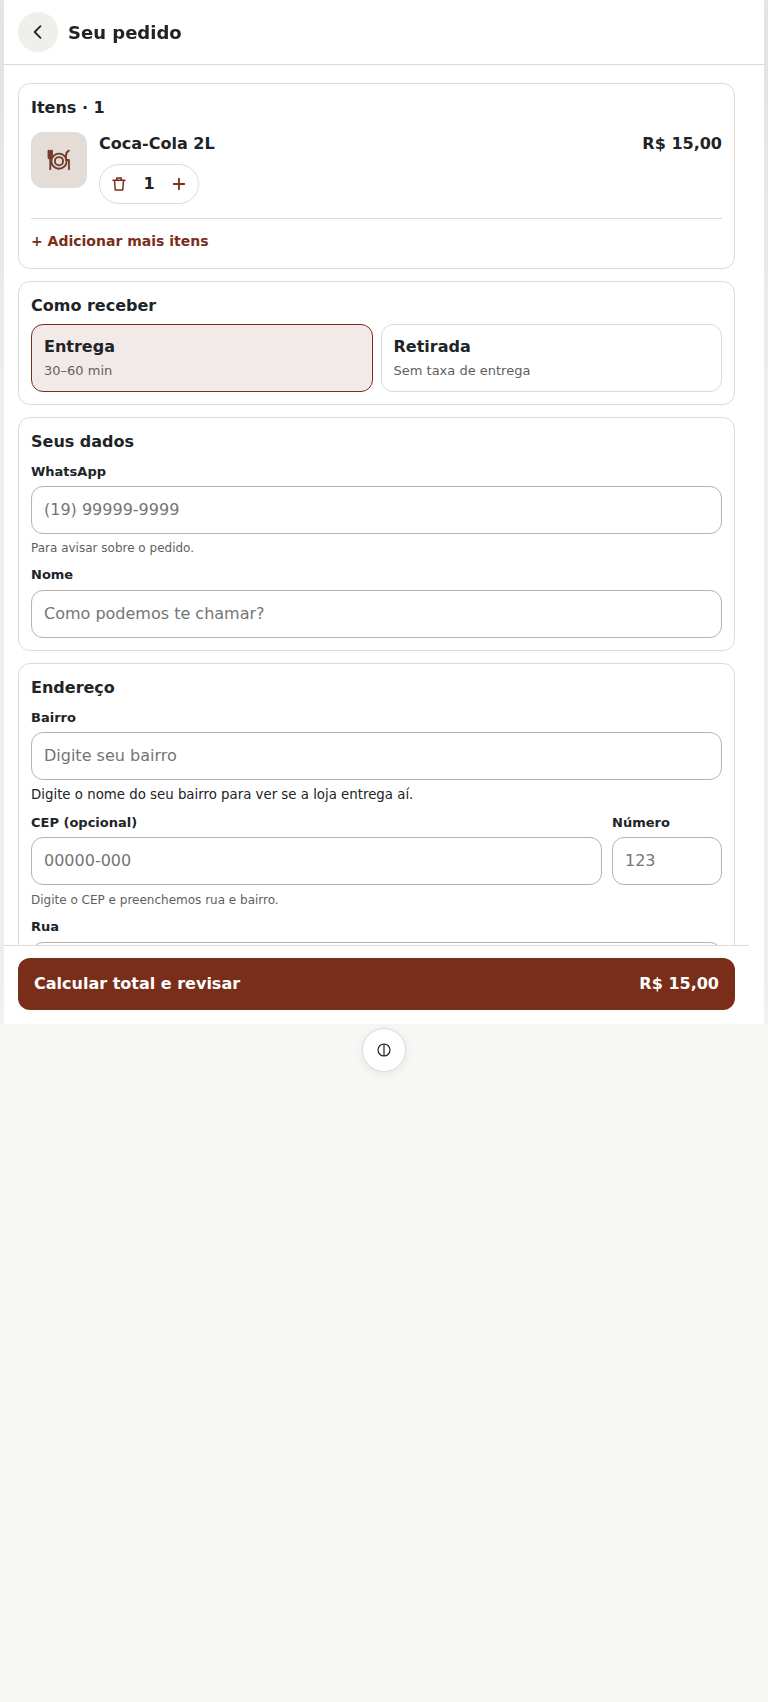 Seu pedido
Itens · 1
Coca-Cola 2L
R$ 15,00
1
+ Adicionar mais itens
Como receber
Entrega
30–60 min
Retirada
Sem taxa de entrega
Seus dados
WhatsApp
(19) 99999-9999
Para avisar sobre o pedido.
Nome
Como podemos te chamar?
Endereço
Bairro
Digite seu bairro
Digite o nome do seu bairro para ver se a loja entrega aí.
CEP (opcional)
Número
00000-000
123
Digite o CEP e preenchemos rua e bairro.
Rua
Calcular total e revisar
R$ 15,00